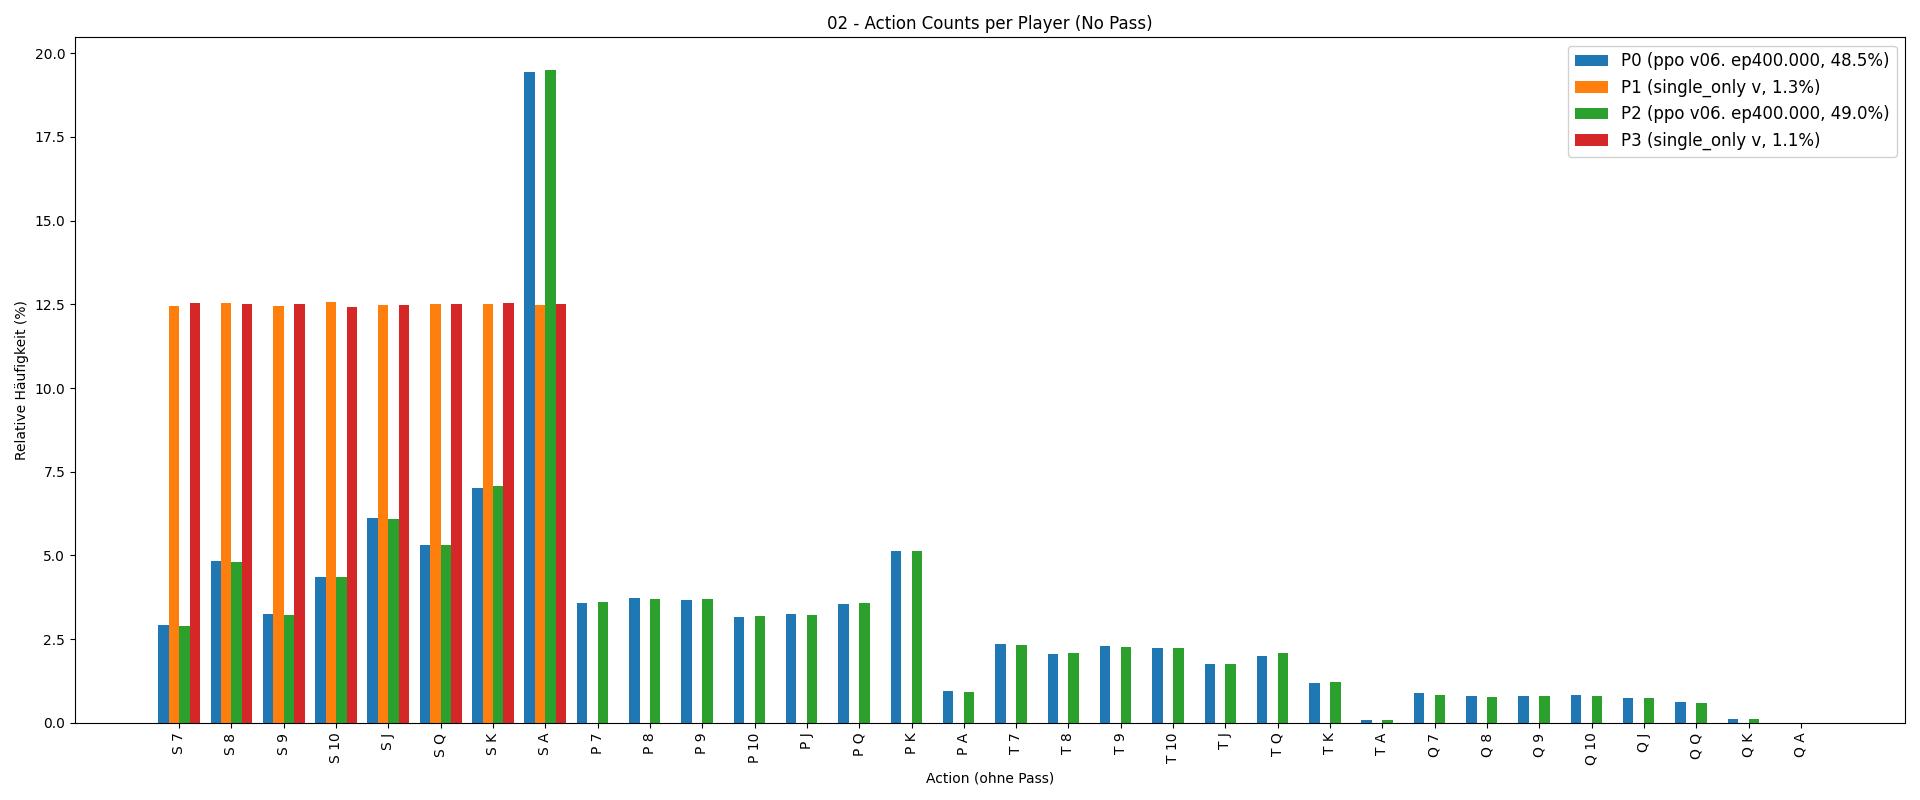 02 - Action Counts per Player (No Pass)
P0 (ppo v06. ep400.000, 48.5%)
P1 (single_only v, 1.3%)
P2 (ppo v06. ep400.000, 49.0%)
P3 (single_only v, 1.1%)
Relative Häufigkeit (%)
20.0
17.5
15.0
12.5
10.0
7.5
5.0
2.5
0.0
S 7
S 8
S 9
S 10
S J
S Q
S K
S A
P 7
P 8
P 9
P 10
P J
P Q
P K
P A
T 7
T 8
T 9
T 10
T J
T Q
T K
T A
Q 7
Q 8
Q 9
Q 10
Q J
Q Q
Q K
Q A
Action (ohne Pass)